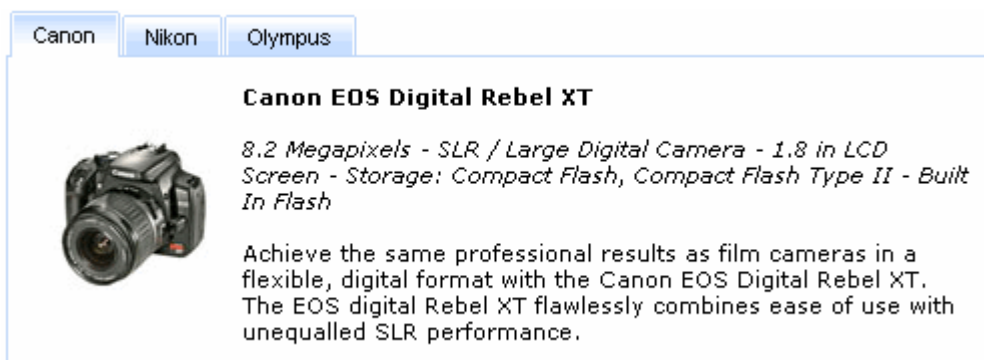 Canon Nikon Olympus
Canon EOS Digital Rebel XT
8.2 Megapixels - SLR / Large Digital Camera - 1.8 in LCD
Screen - Storage: Compact Flash, Compact Flash Type II - Built
In Flash
Achieve the same professional results as film cameras in a
flexible, digital format with the Canon EOS Digital Rebel XT.
The EOS digital Rebel XT flawlessly combines ease of use with
unequalled SLR performance.